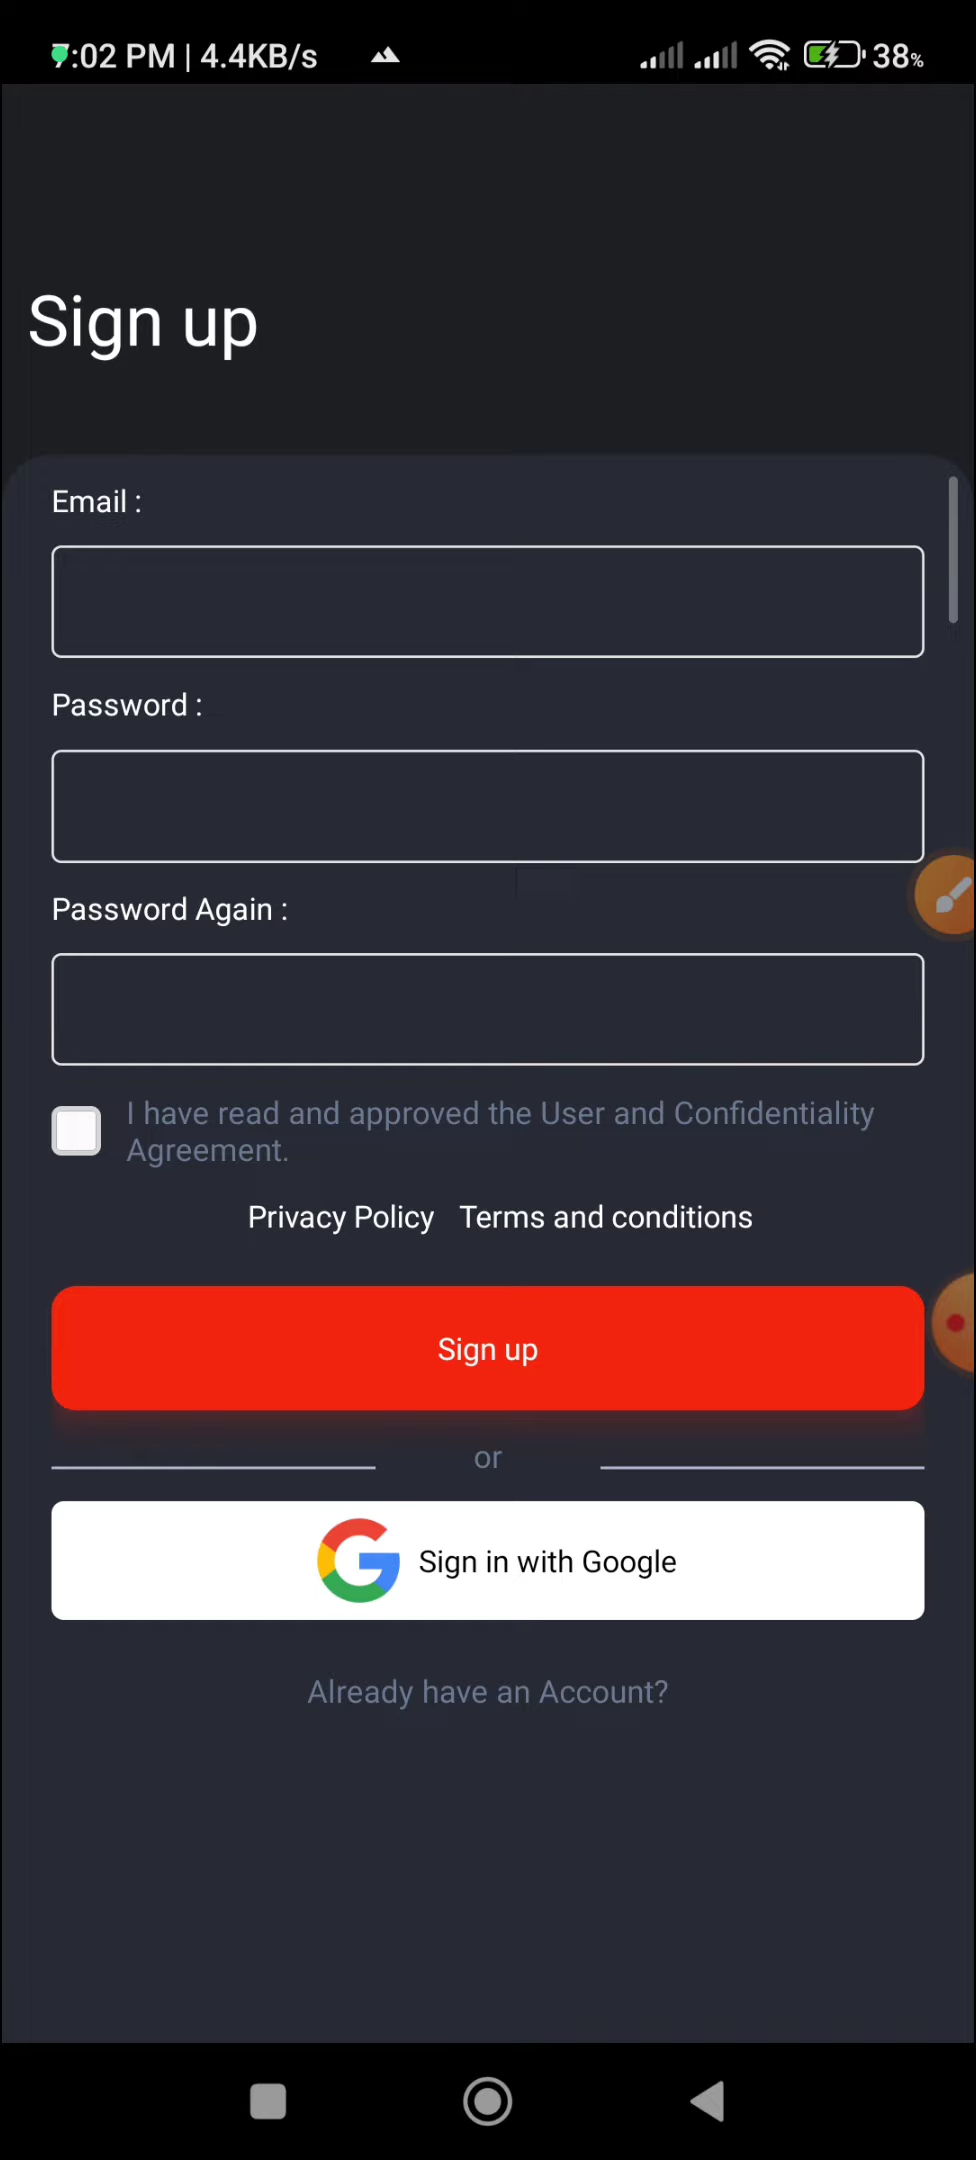 7:02 PM | 4.4KB/s 38%
Sign up
Email :
Password :
Password Again :
I have read and approved the User and Confidentiality
Agreement.
Privacy Policy Terms and conditions
Sign up
or
Sign in with Google
Already have an Account?